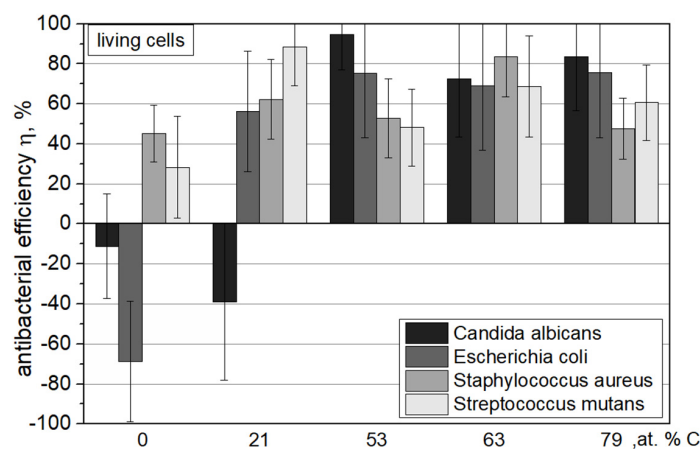 antibacterial efficiency η, %
100
80
60
40
20
0
-20
-40
-60
-80
-100
living cells
Candida albicans
Escherichia coli
Staphylococcus aureus
Streptococcus mutans
0 21 53 63 79 ,at. % C